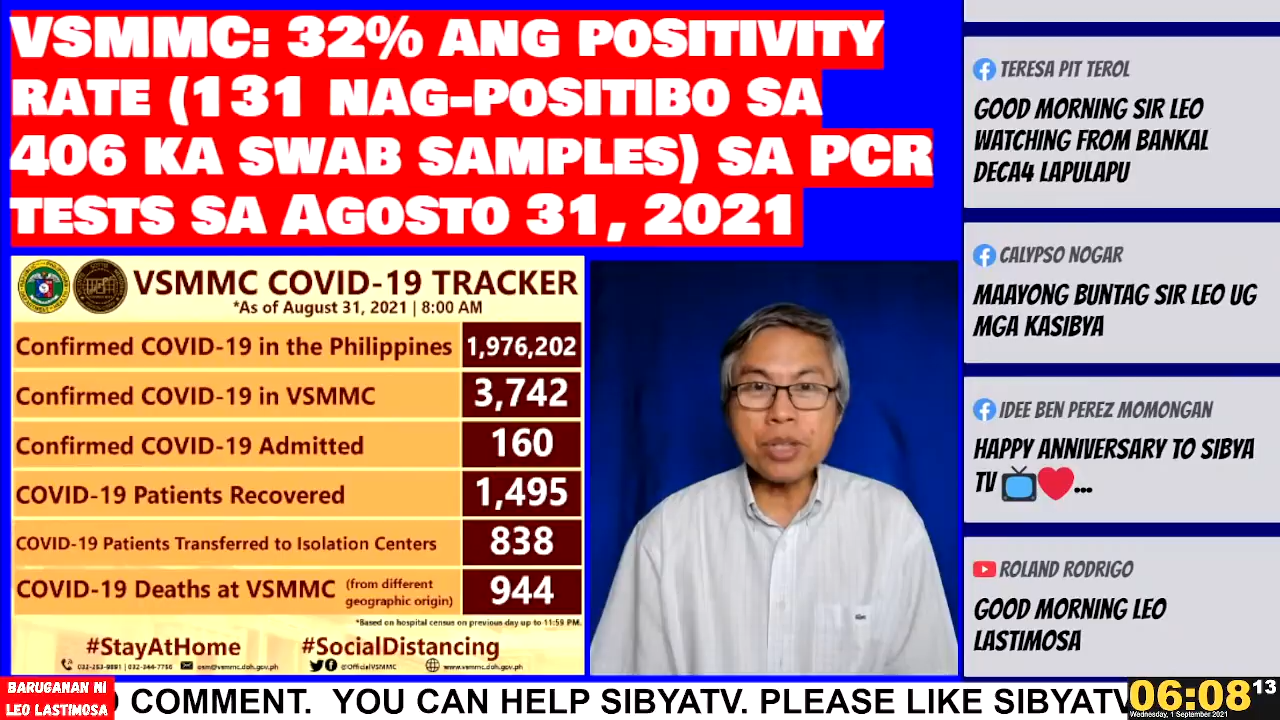 VSMMC: 32% ANG POSITIVITY
RATE (131 NAG-POSITIBO SA
406 KA SWAB SAMPLES) SA PCR
TESTS SA AGOSTO 31, 2021
VSMMC COVID-19 TRACKER
*As of August 31, 2021 | 8:00 AM
Confirmed COVID-19 in the Philippines 1,976,202
Confirmed COVID-19 in VSMMC 3,742
Confirmed COVID-19 Admitted 160
COVID-19 Patients Recovered 1,495
COVID-19 Patients Transferred to Isolation Centers 838
COVID-19 Deaths at VSMMC (from different geographic origin) 944
*Based on hospital census on previous day up to 11:59 PM.
#StayAtHome #SocialDistancing
@OfficialVSMMC www.vsmmc.doh.gov.ph
TERESA PIT TEROL
GOOD MORNING SIR LEO
WATCHING FROM BANKAL
DECA4 LAPULAPU
CALYPSO NOGAR
MAAYONG BUNTAG SIR LEO UG
MGA KASIBYA
IDEE BEN PEREZ MOMONGAN
HAPPY ANNIVERSARY TO SIBYA
TV 📺❤️...
ROLAND RODRIGO
GOOD MORNING LEO
LASTIMOSA
BARUGANAN NI
LEO LASTIMOSA
COMMENT. YOU CAN HELP SIBYATV. PLEASE LIKE SIBYATV
06:08 13
Wednesday, 1 September 2021